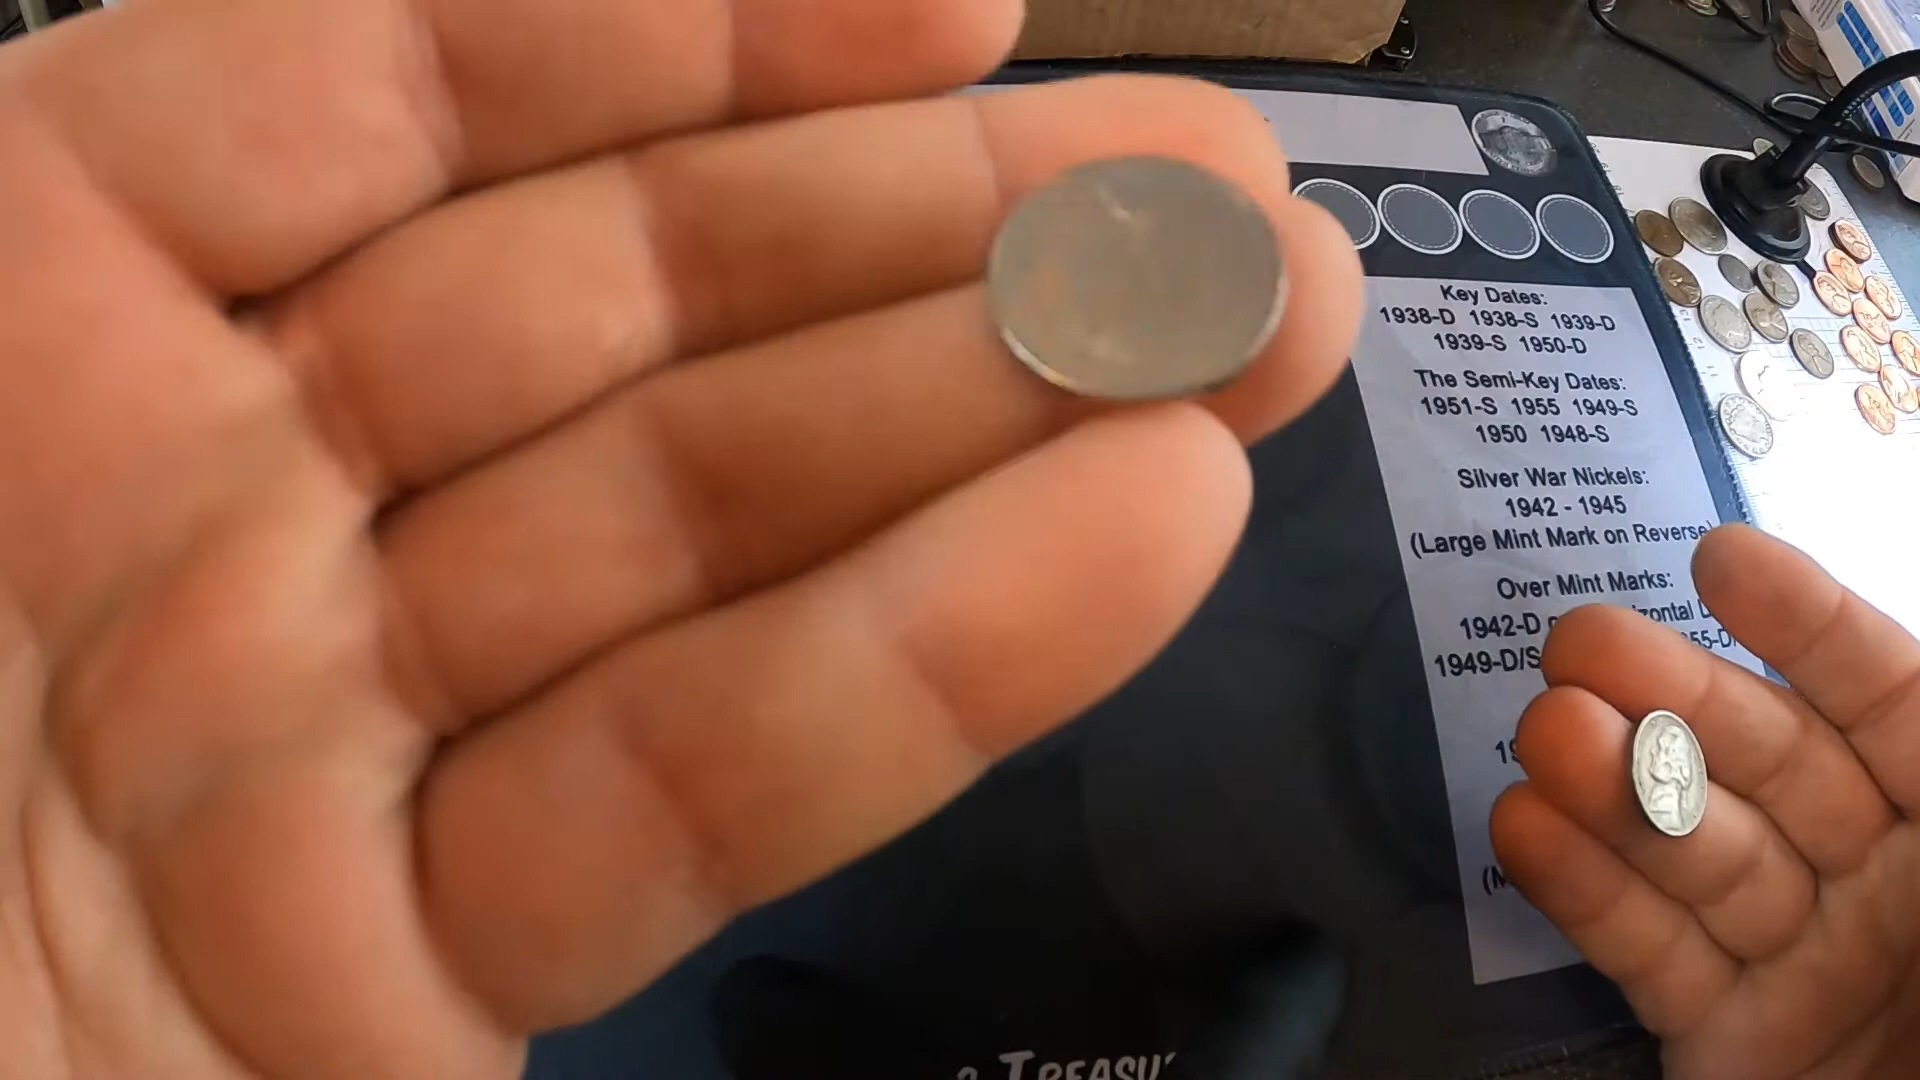 Key Dates:
1938-D 1938-S 1939-D
1939-S 1950-D
The Semi-Key Dates:
1951-S 1955 1949-S
1950 1948-S
Silver War Nickels:
1942 - 1945
(Large Mint Mark on Reverse)
Over Mint Marks:
1942-D
1949-D/S